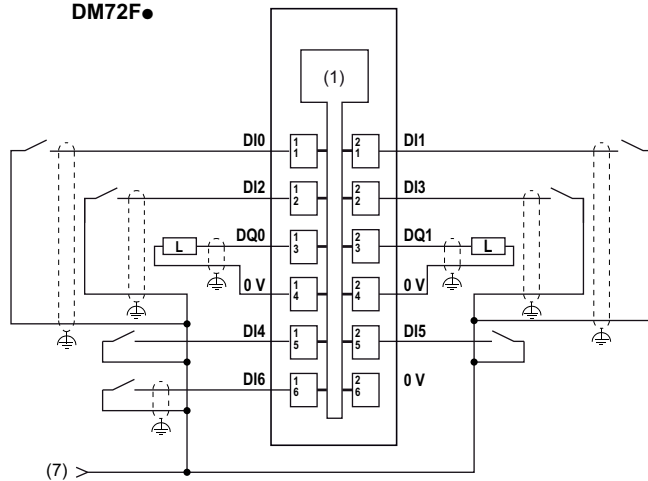 DM72F●
(1)
DI0 1 1 2 1 DI1
DI2 1 2 2 2 DI3
L DQ0 1 3 2 3 DQ1 L
0 V 1 4 2 4 0 V
DI4 1 5 2 5 DI5
DI6 1 6 2 6 0 V
(7)